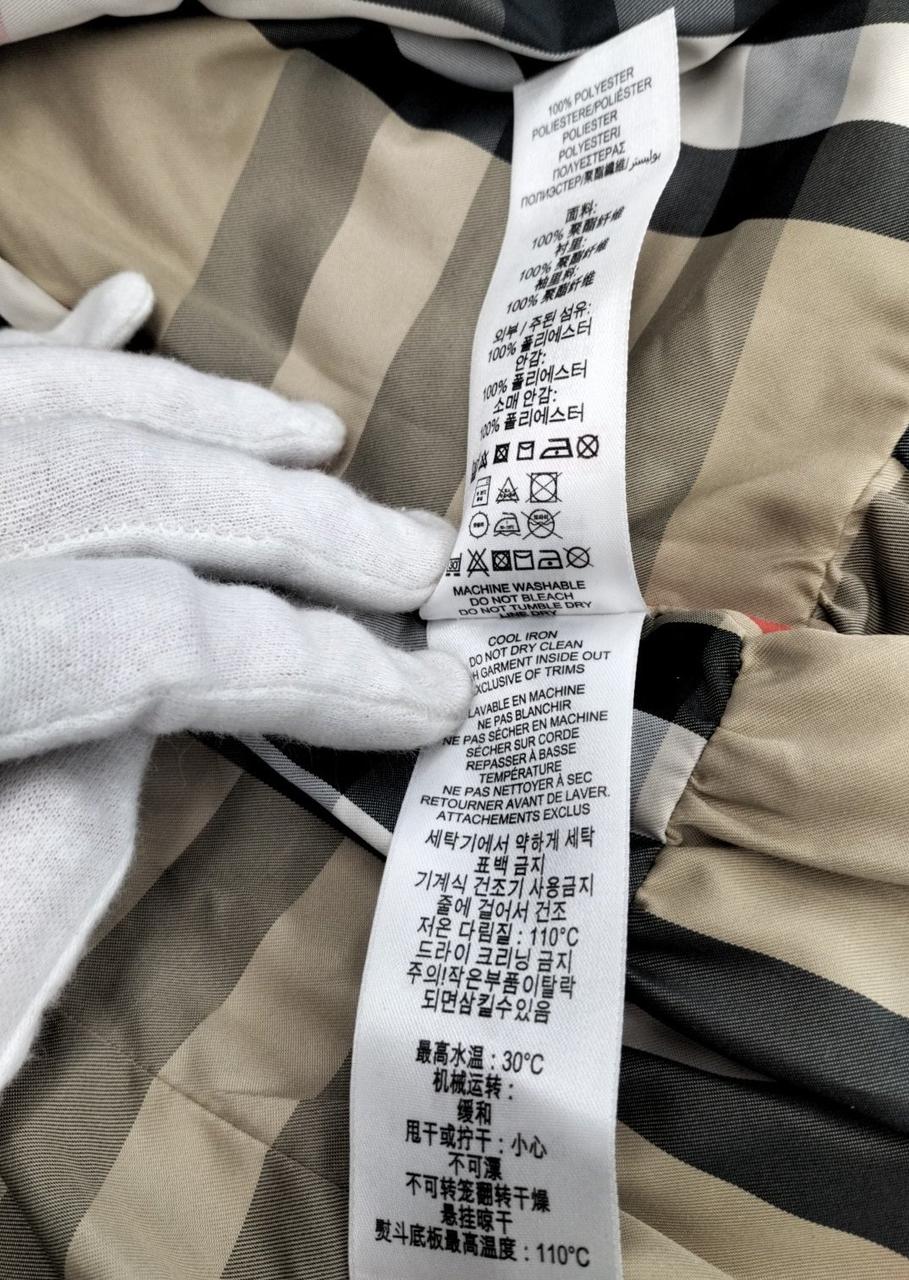 100% POLYESTER
POLIESTERE/POLIÉSTER
POLIESTER
POLYESTERI
ΠΟΛΥΕΣΤΕΡΑΣ
ПОЛИЭСТЕР/聚酯纖維/بوليستر
面料:
100% 聚酯纤维
衬里:
100% 聚酯纤维
袖里料:
100% 聚酯纤维
외부 / 주된 섬유:
100% 폴리에스터
안감:
100% 폴리에스터
소매 안감:
100% 폴리에스터
30
MACHINE WASHABLE
DO NOT BLEACH
DO NOT TUMBLE DRY
LINE DRY
COOL IRON
DO NOT DRY CLEAN
GARMENT INSIDE OUT
EXCLUSIVE OF TRIMS
LAVABLE EN MACHINE
NE PAS BLANCHIR
NE PAS SÉCHER EN MACHINE
SÉCHER SUR CORDE
REPASSER À BASSE
TEMPÉRATURE
NE PAS NETTOYER À SEC
RETOURNER AVANT DE LAVER.
ATTACHEMENTS EXCLUS
세탁기에서 약하게 세탁
표백 금지
기계식 건조기 사용금지
줄에 걸어서 건조
저온 다림질 : 110°C
드라이 크리닝 금지
주의!작은부품이탈락
되면삼킬수있음
最高水温 : 30°C
机械运转 :
缓和
甩干或拧干 : 小心
不可漂
不可转笼翻转干燥
悬挂晾干
熨斗底板最高温度 : 110°C